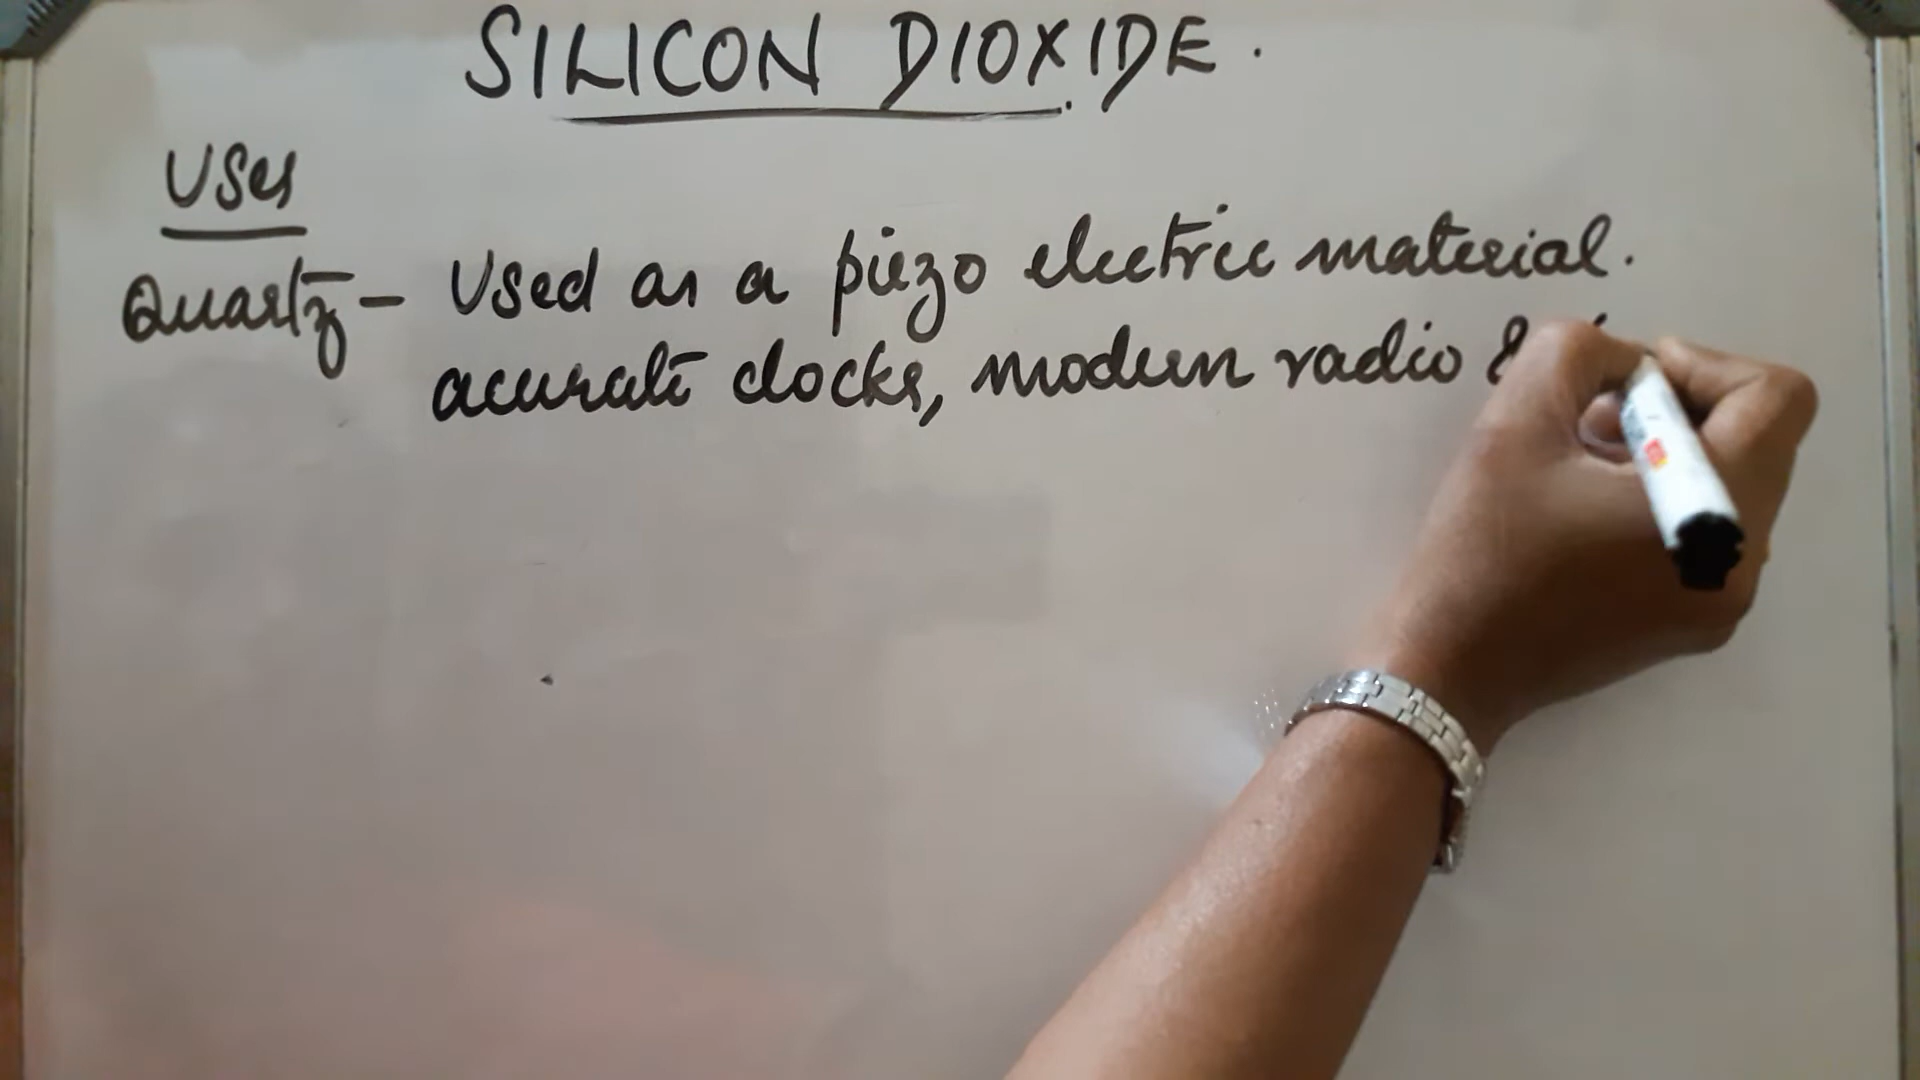 SILICON DIOXIDE.
Uses
Quartz - Used as a piezo electric material.
acurate clocks, modern radio &